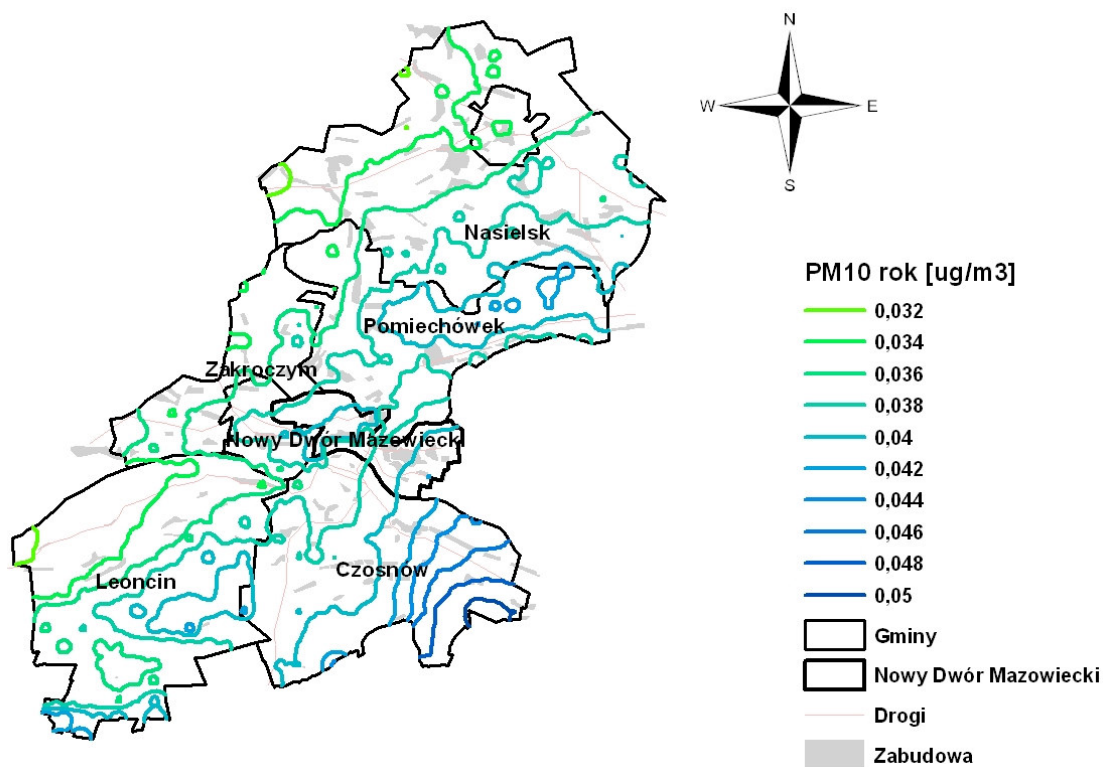 N
W
E
S
Nasielsk
Pomiechówek
Zakroczym
Nowy Dwór Mazowiecki
Leoncin
Czosnów
PM10 rok [ug/m3]
0,032
0,034
0,036
0,038
0,04
0,042
0,044
0,046
0,048
0,05
Gminy
Nowy Dwór Mazowiecki
Drogi
Zabudowa